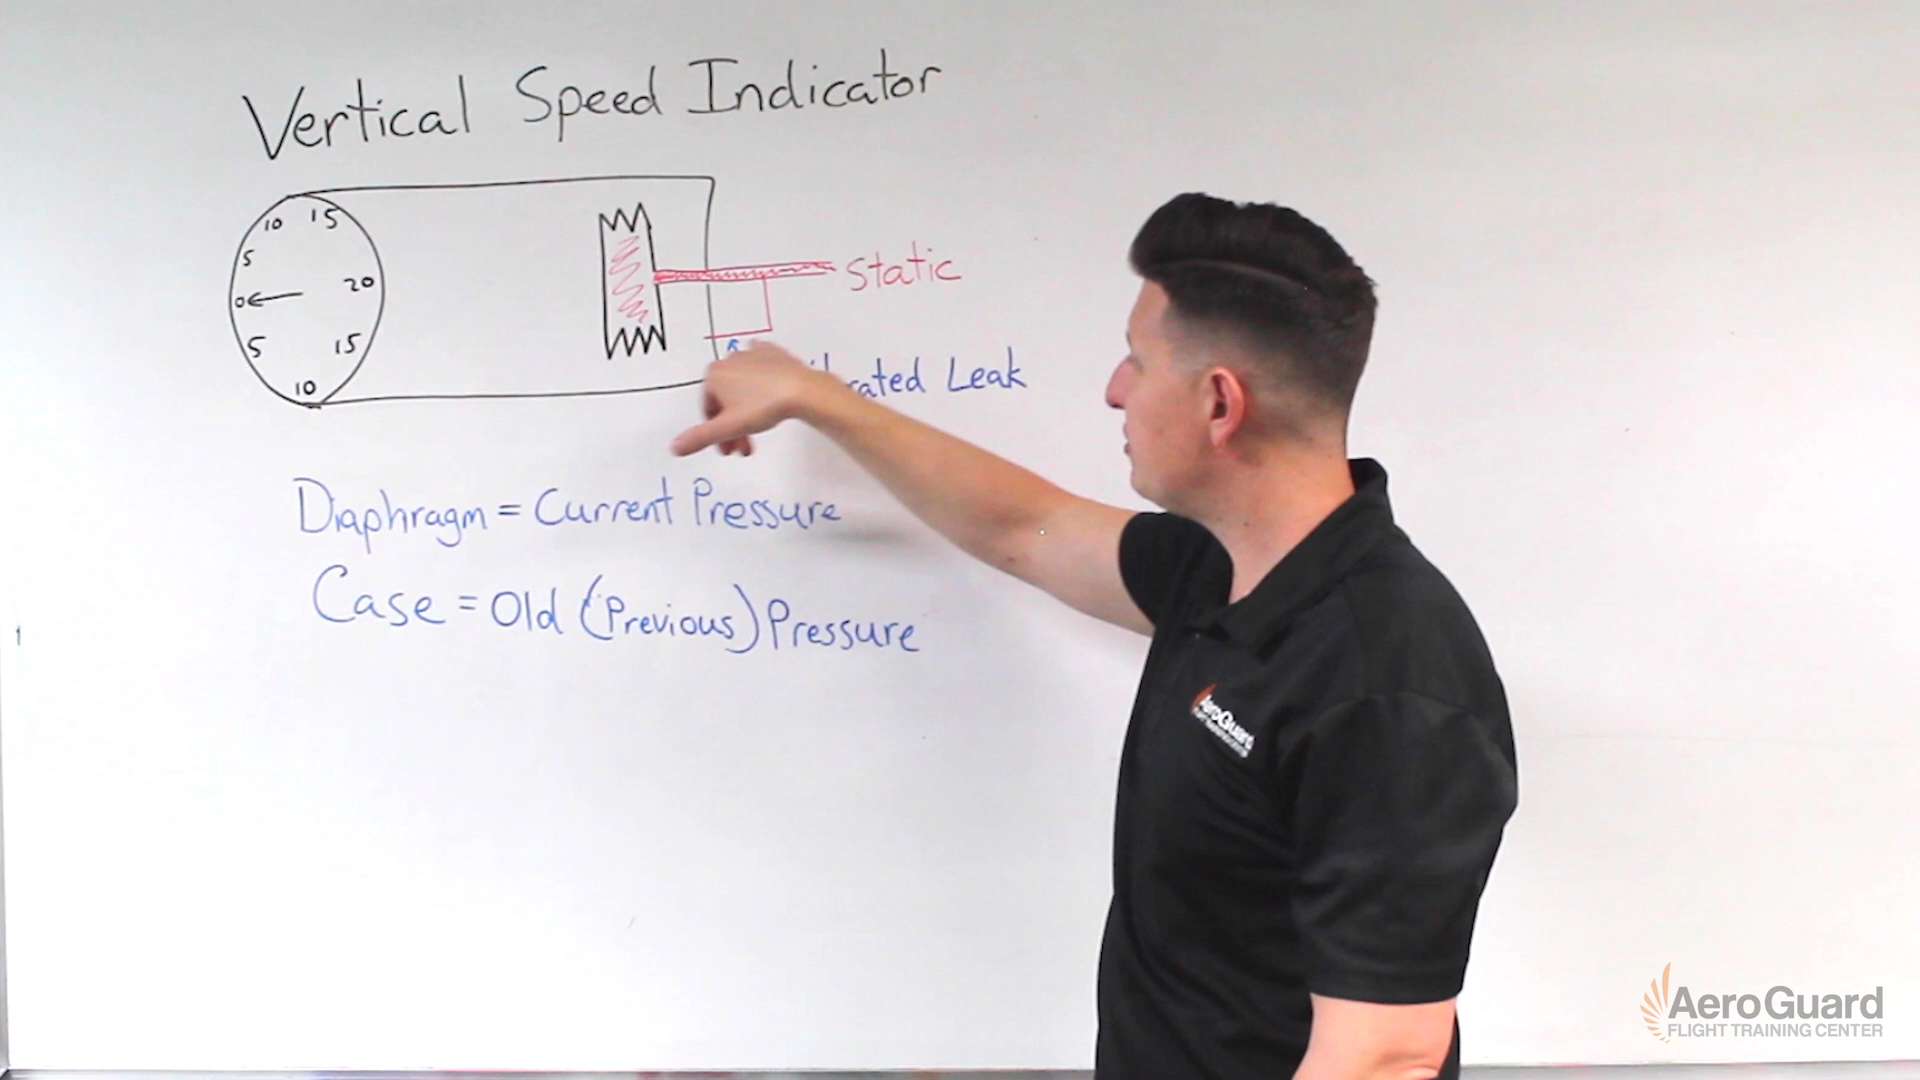 Vertical Speed Indicator
10 15
5
0 20
5 15
10
Static
Leak
Diaphragm = Current Pressure
Case = Old (Previous) Pressure
AeroGuard
AeroGuard
FLIGHT TRAINING CENTER